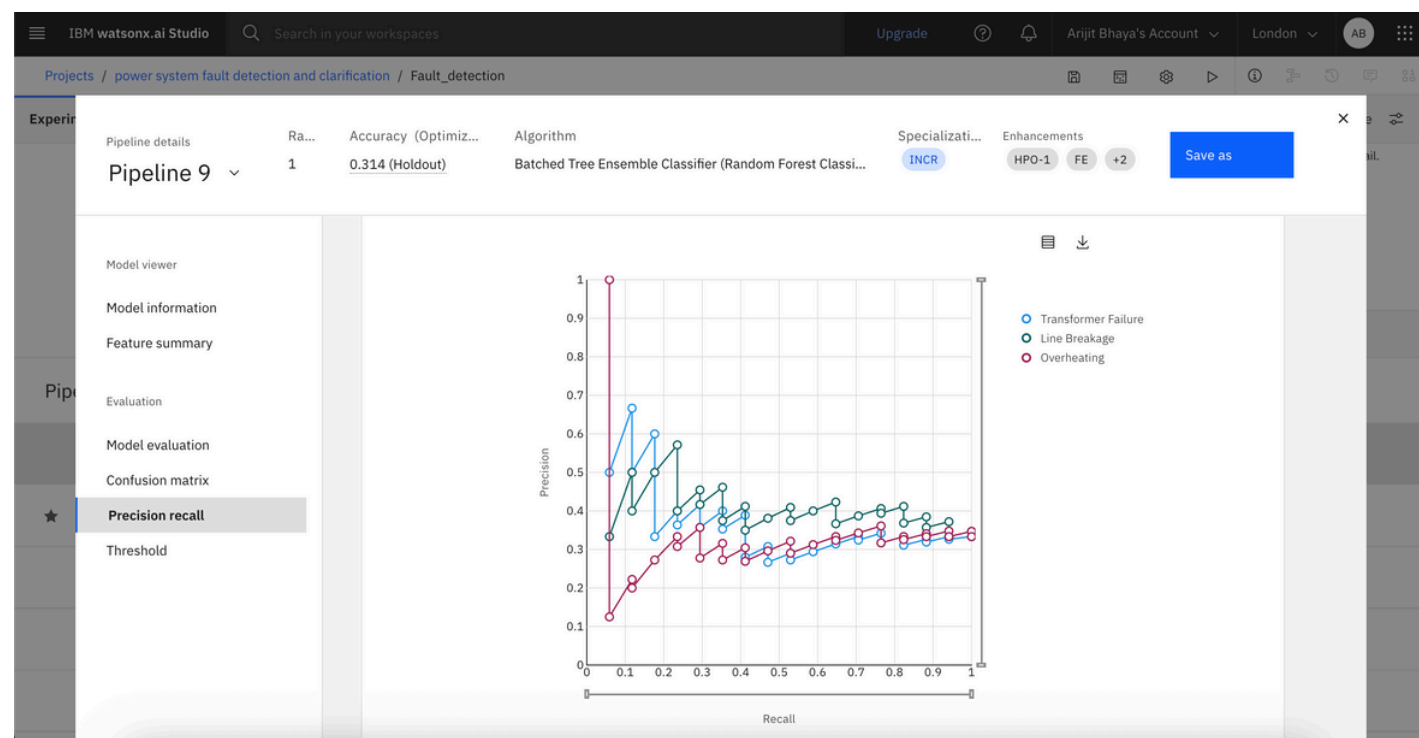 IBM watsonx.ai Studio
Search in your workspaces
Upgrade
Arijit Bhaya's Account
London
AB
Projects / power system fault detection and clarification / Fault_detection
Experim
Pipeline details
Pipeline 9
Ra...
1
Accuracy (Optimiz...
0.314 (Holdout)
Algorithm
Batched Tree Ensemble Classifier (Random Forest Classi...
Specializati...
INCR
Enhancements
HPO-1 FE +2
Save as
e
ail.
Pipe
Model viewer
Model information
Feature summary
Evaluation
Model evaluation
Confusion matrix
Precision recall
Threshold
1
0.9
0.8
0.7
0.6
0.5
0.4
0.3
0.2
0.1
0
Precision
0 0.1 0.2 0.3 0.4 0.5 0.6 0.7 0.8 0.9 1
Recall
Transformer Failure
Line Breakage
Overheating